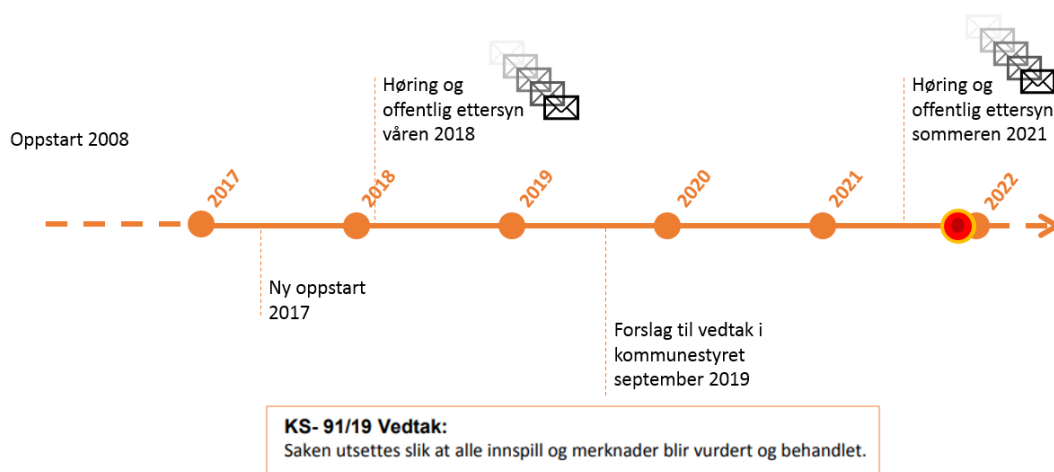 Høring og
offentlig ettersyn
våren 2018
Høring og
offentlig ettersyn
sommeren 2021
Oppstart 2008
2017
2018
2019
2020
2021
2022
Ny oppstart
2017
Forslag til vedtak i
kommunestyret
september 2019
KS- 91/19 Vedtak:
Saken utsettes slik at alle innspill og merknader blir vurdert og behandlet.